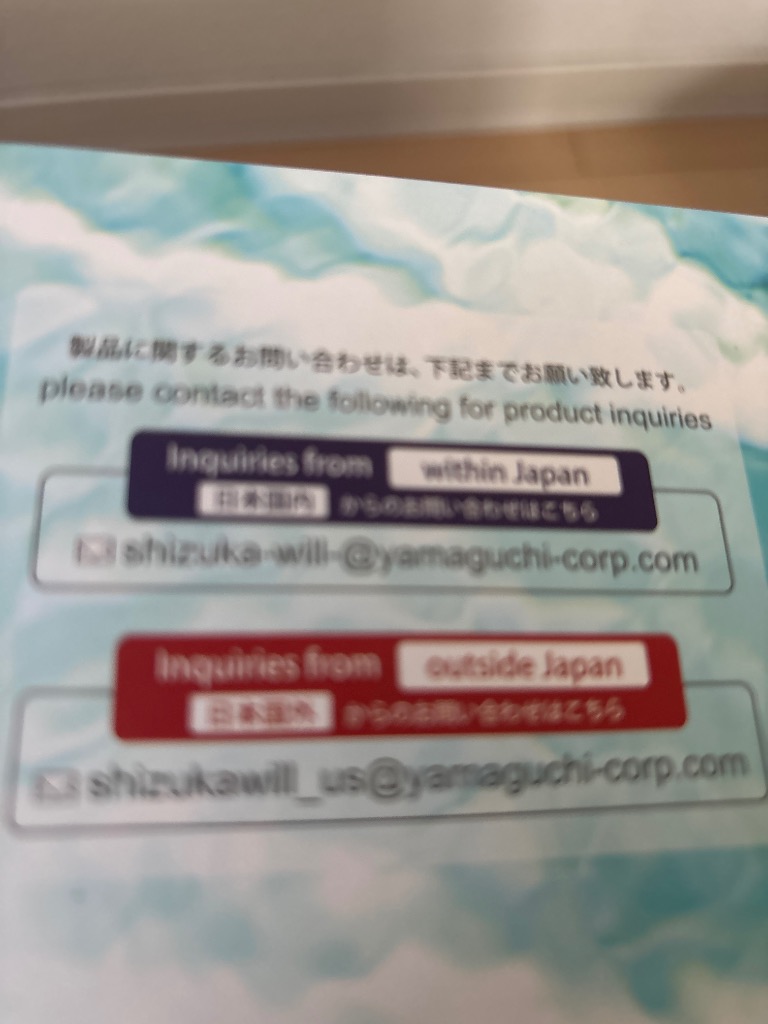 製品に関するお問い合わせは、下記までお願い致します。
please contact the following for product inquiries
Inquiries from within Japan
日本国内 からのお問い合わせはこちら
shizuka-will-@yamaguchi-corp.com
Inquiries from outside Japan
日本国外 からのお問い合わせはこちら
shizukawill_us@yamaguchi-corp.com